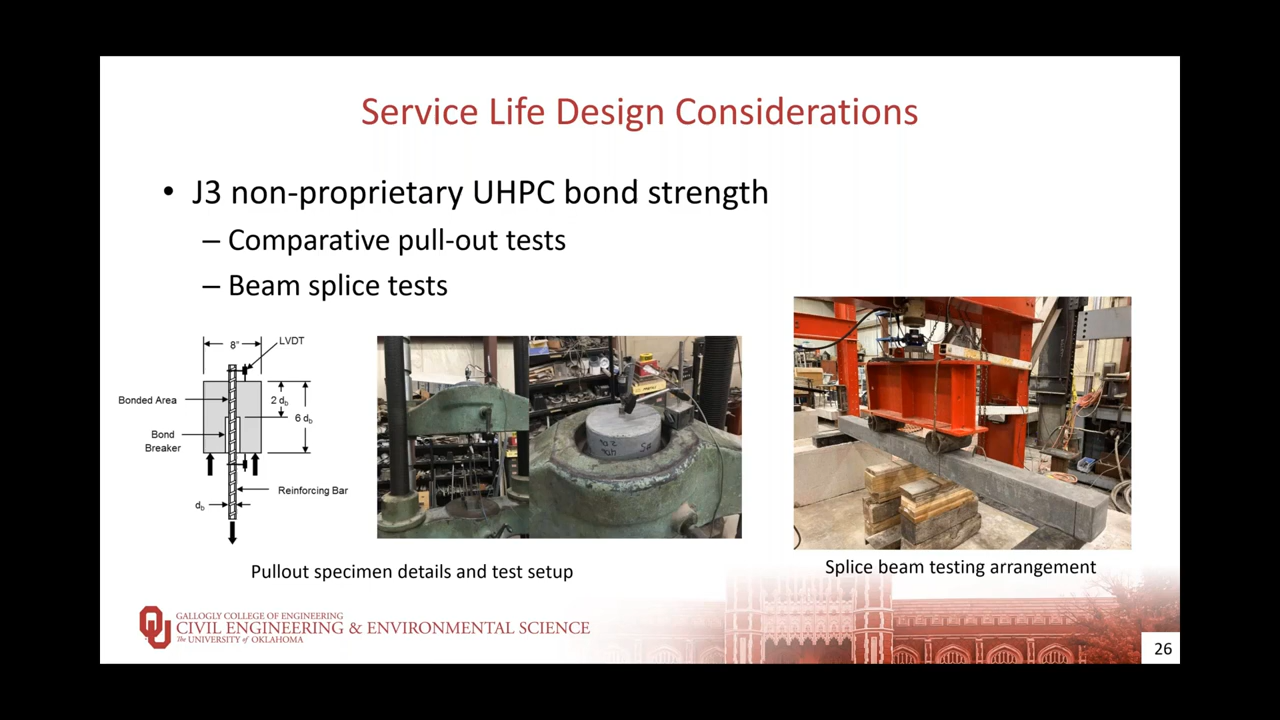 Service Life Design Considerations
• J3 non-proprietary UHPC bond strength
– Comparative pull-out tests
– Beam splice tests
8"
LVDT
Bonded Area
2 db
6 db
Bond
Breaker
Reinforcing Bar
db
Pullout specimen details and test setup
Splice beam testing arrangement
GALLOGLY COLLEGE OF ENGINEERING
CIVIL ENGINEERING & ENVIRONMENTAL SCIENCE
The UNIVERSITY of OKLAHOMA
26